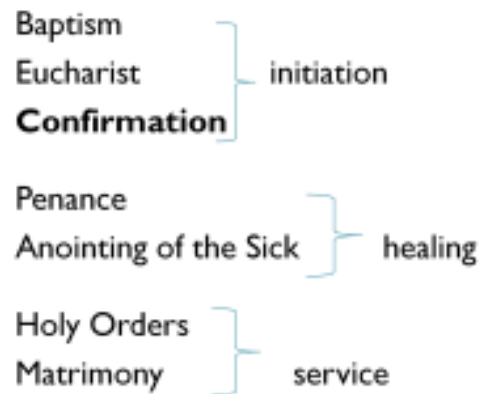 Baptism
Eucharist initiation
Confirmation
Penance
Anointing of the Sick healing
Holy Orders
Matrimony service